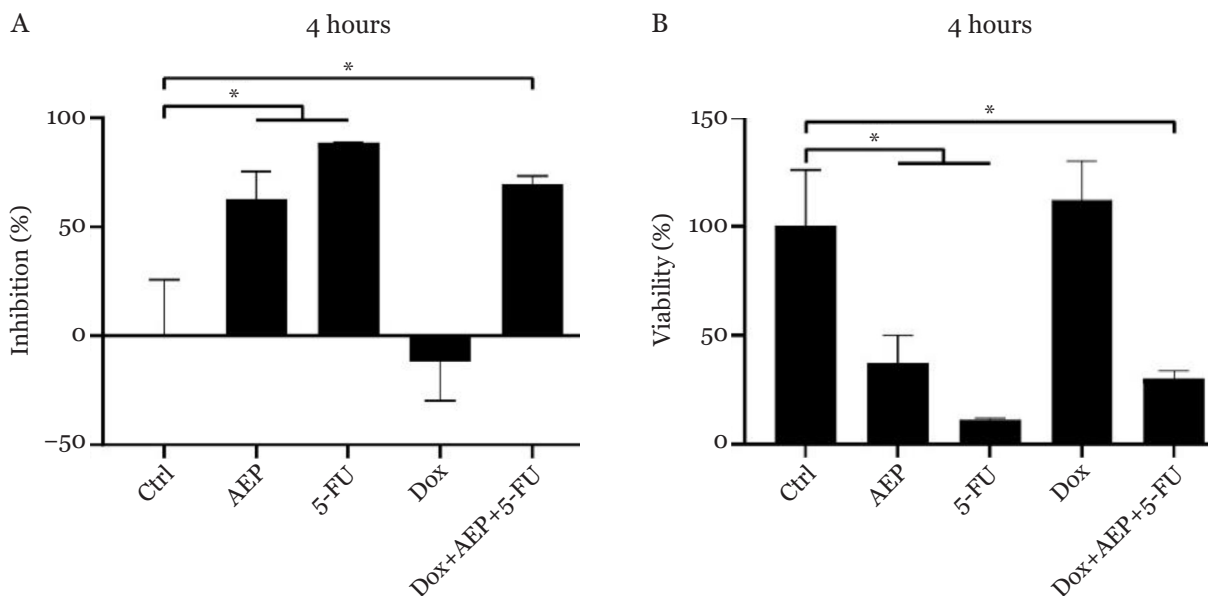 A
4 hours
*
*
Inhibition (%)
100
50
0
−50
Ctrl
AEP
5-FU
Dox
Dox+AEP+5-FU
B
4 hours
*
*
Viability (%)
150
100
50
0
Ctrl
AEP
5-FU
Dox
Dox+AEP+5-FU